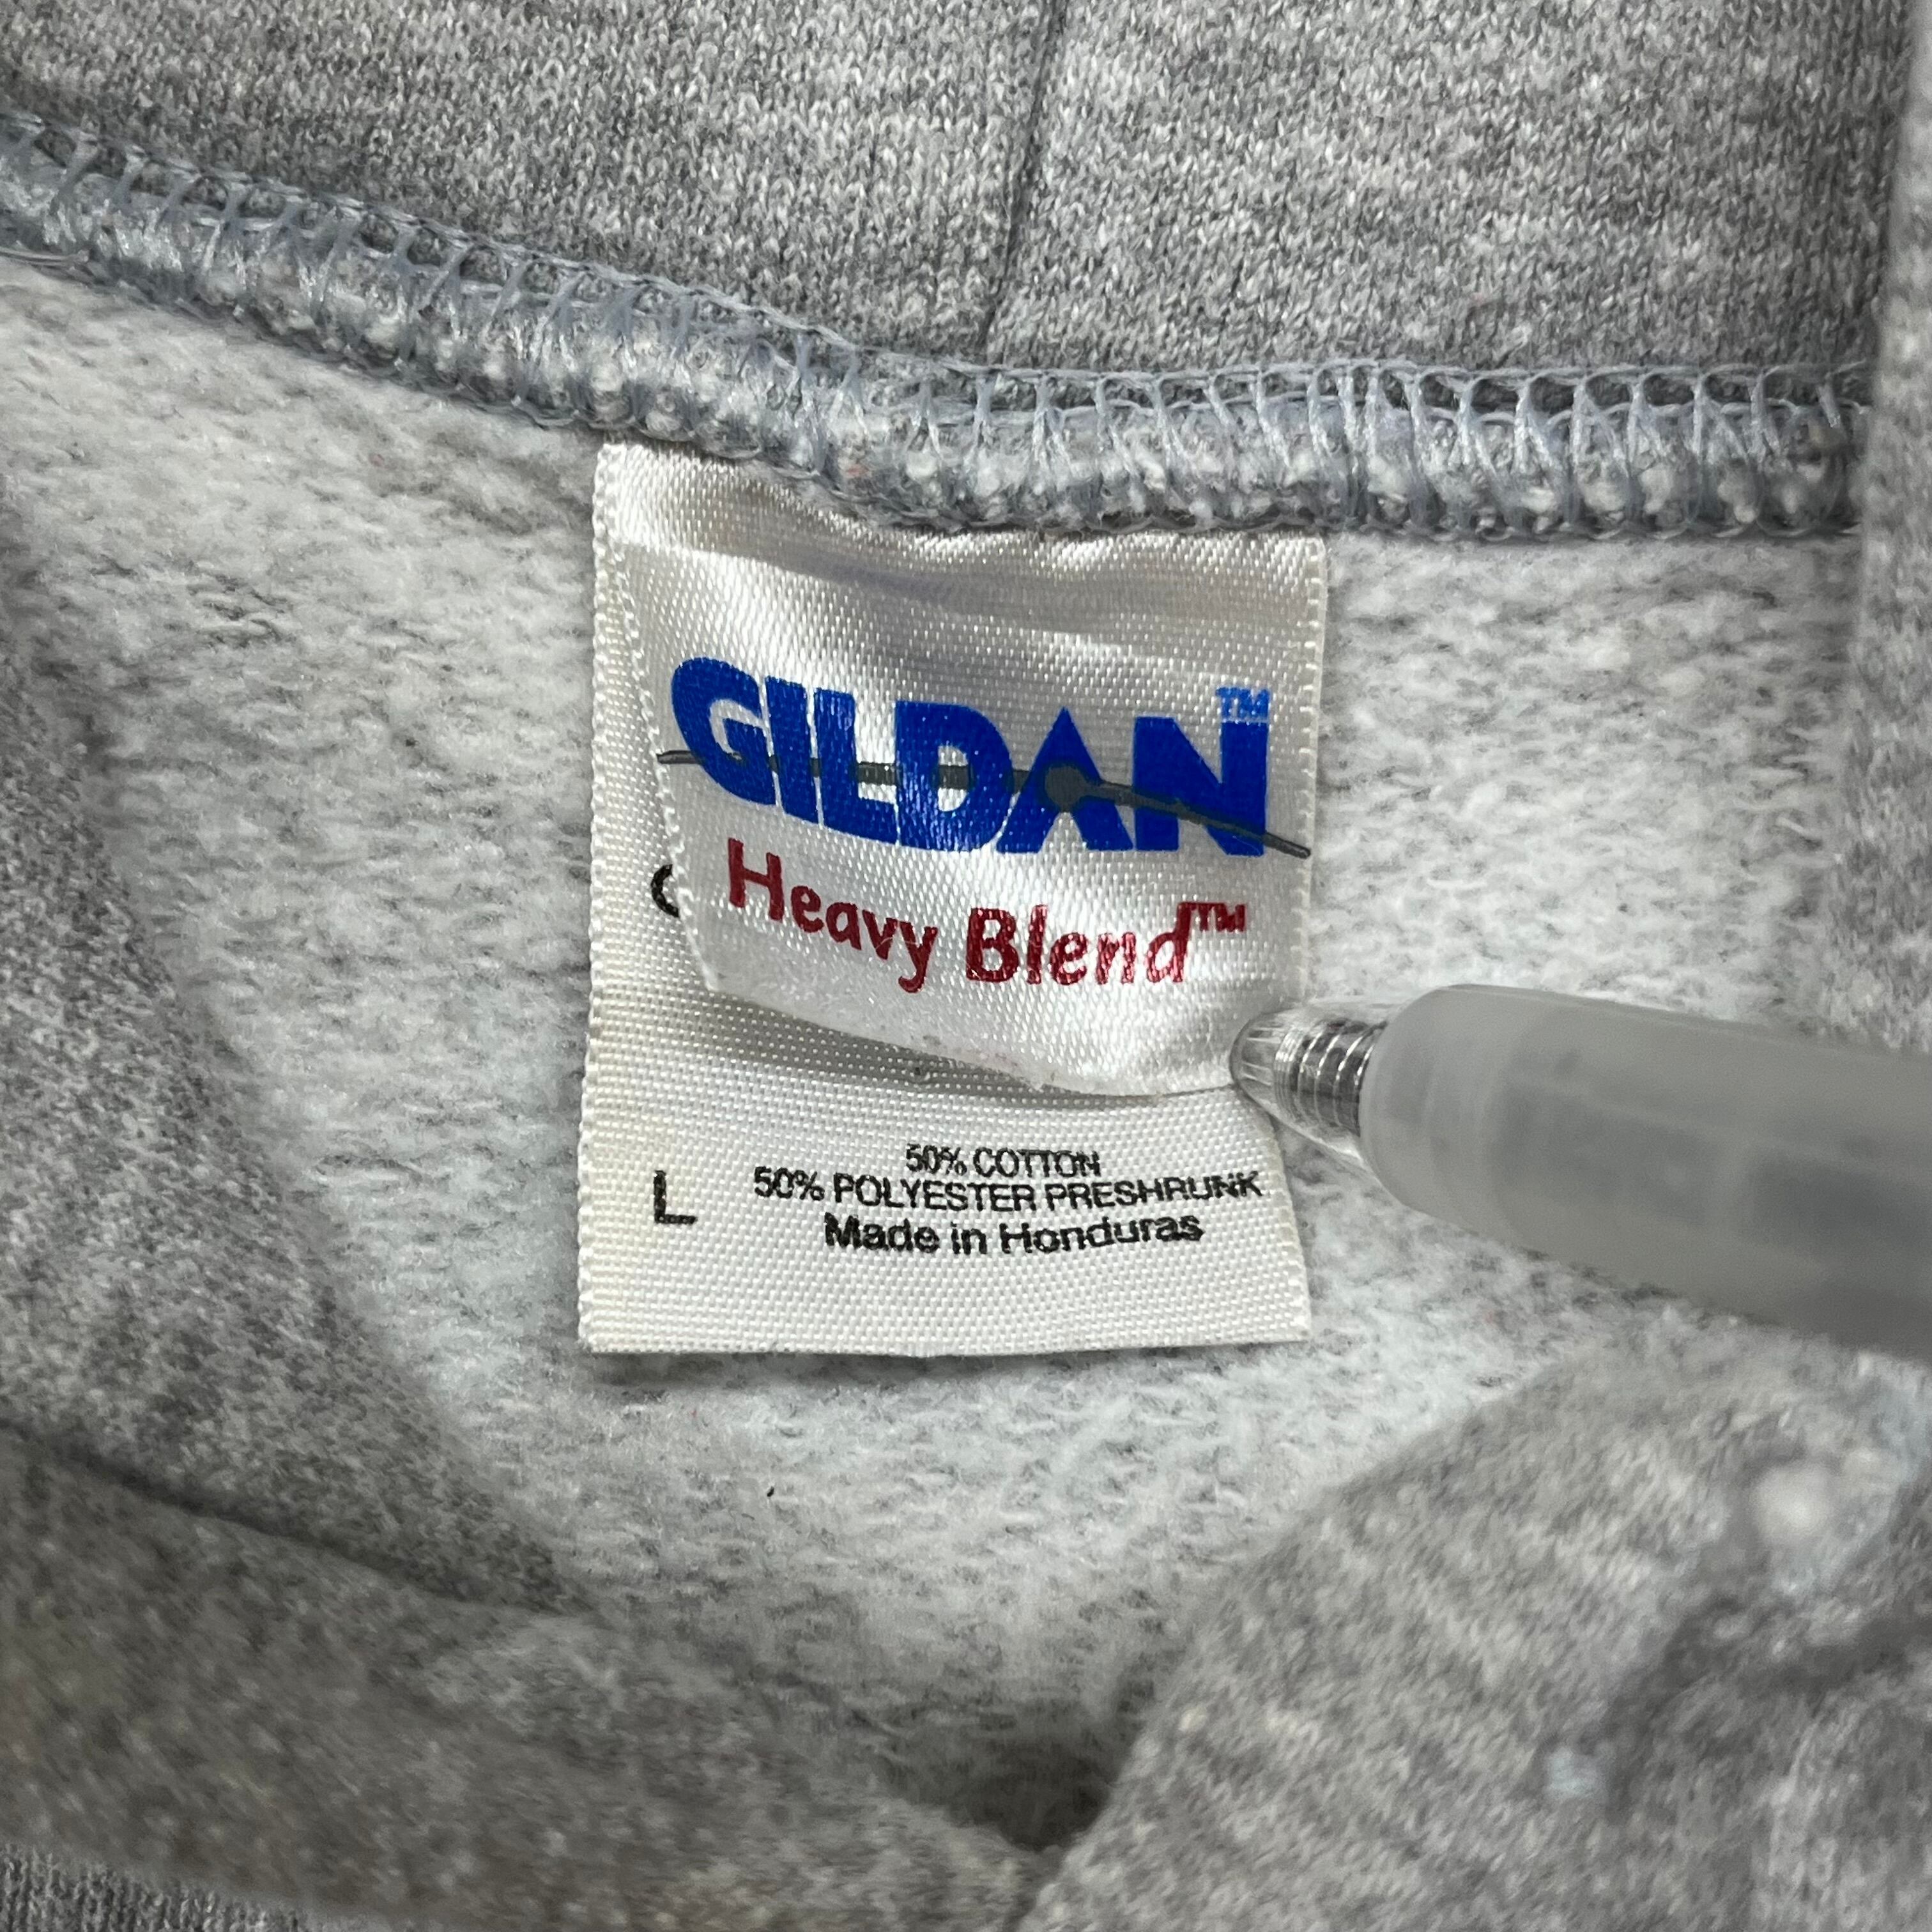 GILDAN™
Heavy Blend™
50% COTTON
50% POLYESTER PRESHRUNK
L
Made in Honduras